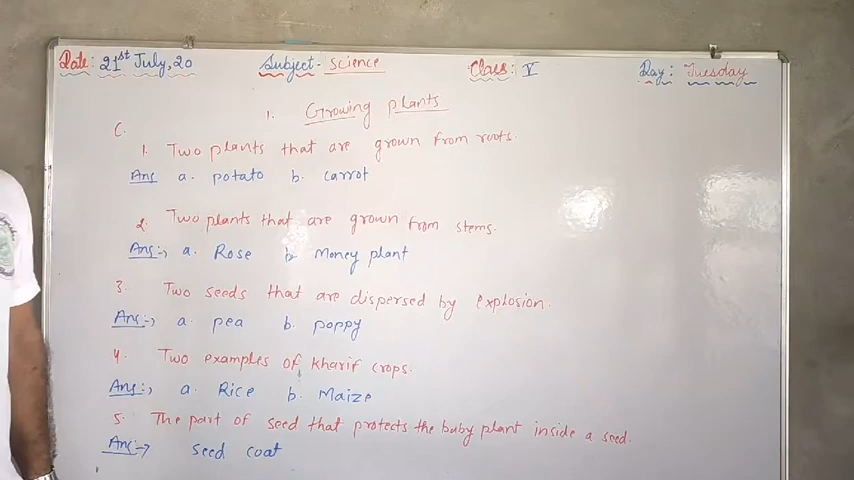 Date: 21st July, 20 Subject- Science Class: V Day: Tuesday
1. Growing plants
C.
1. Two plants that are grown from roots.
Ans a. potato b. carrot
2. Two plants that are grown from stems.
Ans:-, a. Rose b. Money plant
3. Two seeds that are dispersed by explosion.
Ans:-, a. pea b. poppy
4. Two examples of kharif crops.
Ans:-, a. Rice b. Maize
5. The part of seed that protects the baby plant inside a seed.
Ans:-, seed coat